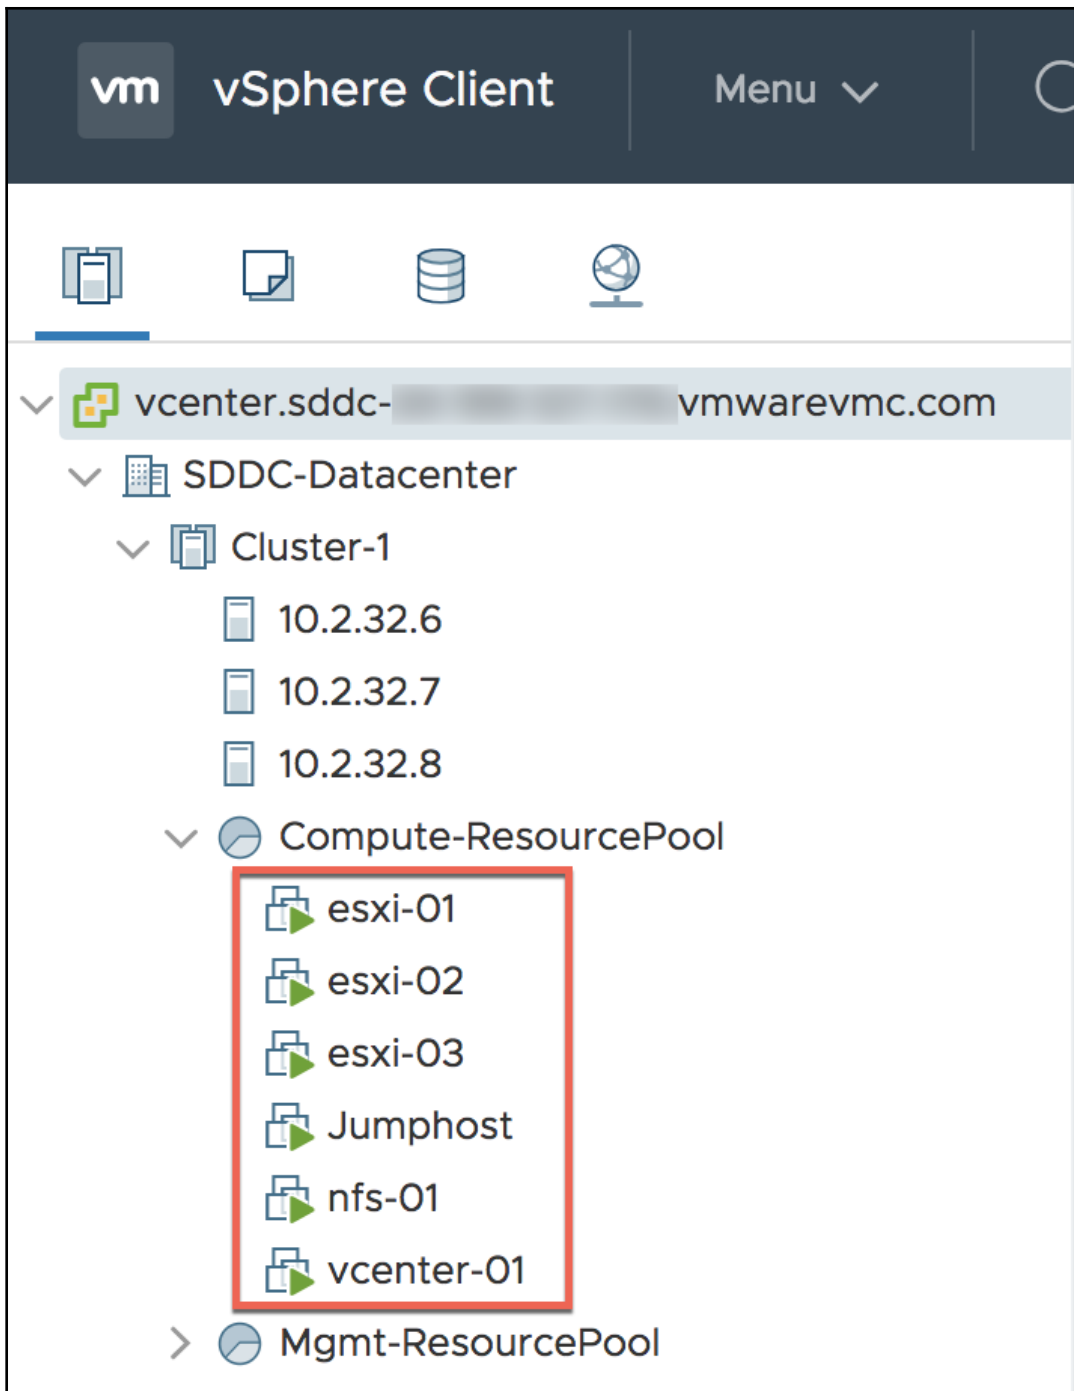 vm vSphere Client Menu
vcenter.sddc- vmwarevmc.com
SDDC-Datacenter
Cluster-1
10.2.32.6
10.2.32.7
10.2.32.8
Compute-ResourcePool
esxi-01
esxi-02
esxi-03
Jumphost
nfs-01
vcenter-01
Mgmt-ResourcePool